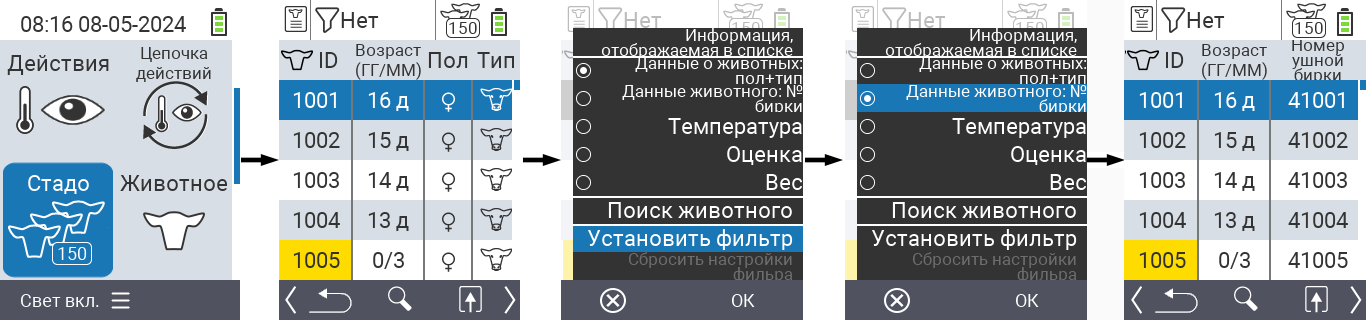 08:16 08-05-2024
Действия
Цепочка
действий
Стадо
150
Животное
Свет вкл.
Нет
150
ID
Возраст
(ГГ/ММ)
Пол
Тип
1001
16 д
1002
15 д
1003
14 д
1004
13 д
1005
0/3
Нет
150
Информация,
отображаемая в списке
Данные о животных:
пол+тип
Данные животного: №
бирки
Температура
Оценка
Вес
Поиск животного
Установить фильтр
Сбросить настройки
фильтра
OK
Нет
150
Информация,
отображаемая в списке
Данные о животных:
пол+тип
Данные животного: №
бирки
Температура
Оценка
Вес
Поиск животного
Установить фильтр
Сбросить настройки
фильтра
OK
Нет
150
ID
Возраст
(ГГ/ММ)
Номер
ушной
бирки
1001
16 д
41001
1002
15 д
41002
1003
14 д
41003
1004
13 д
41004
1005
0/3
41005